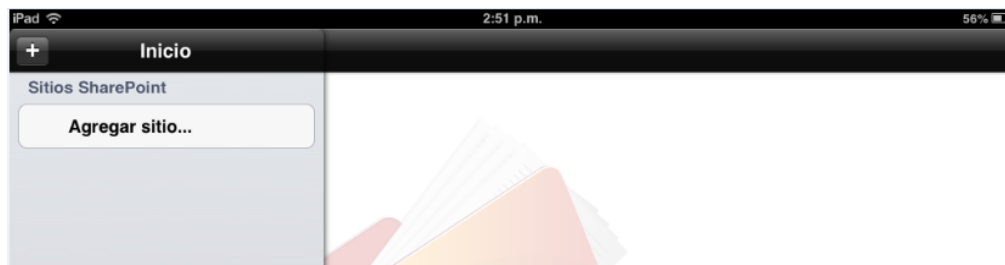 iPad 2:51 p.m. 56%
+ Inicio
Sitios SharePoint
Agregar sitio...